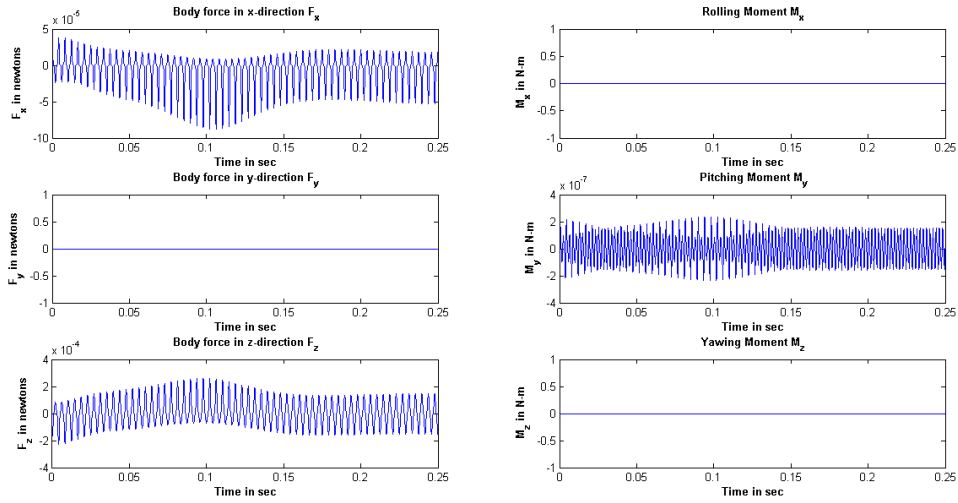 Body force in x-direction F_x
x 10^-5
5
0
-5
-10
F_x in newtons
0 0.05 0.1 0.15 0.2 0.25
Time in sec
Rolling Moment M_x
1
0.5
0
-0.5
-1
M_x in N-m
0 0.05 0.1 0.15 0.2 0.25
Time in sec
Body force in y-direction F_y
1
0.5
0
-0.5
-1
F_y in newtons
0 0.05 0.1 0.15 0.2 0.25
Time in sec
Pitching Moment M_y
x 10^-7
4
2
0
-2
-4
M_y in N-m
0 0.05 0.1 0.15 0.2 0.25
Time in sec
Body force in z-direction F_z
x 10^-4
4
2
0
-2
-4
F_z in newtons
0 0.05 0.1 0.15 0.2 0.25
Time in sec
Yawing Moment M_z
1
0.5
0
-0.5
-1
M_z in N-m
0 0.05 0.1 0.15 0.2 0.25
Time in sec